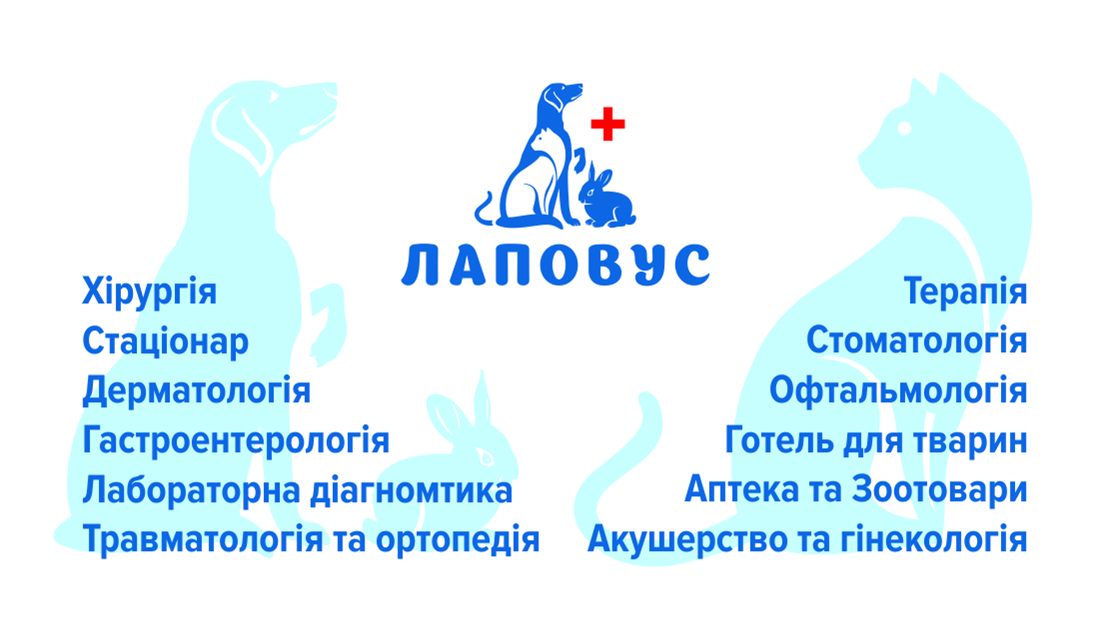 ЛАПОВУС
Хірургія
Стаціонар
Дерматологія
Гастроентерологія
Лабораторна діагномтика
Травматологія та ортопедія
Терапія
Стоматологія
Офтальмологія
Готель для тварин
Аптека та Зоотовари
Акушерство та гінекологія